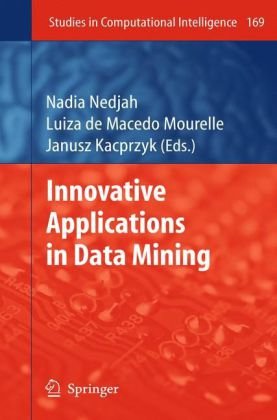 Studies in Computational Intelligence 169
Nadia Nedjah
Luiza de Macedo Mourelle
Janusz Kacprzyk (Eds.)
Innovative
Applications
in Data Mining
Springer